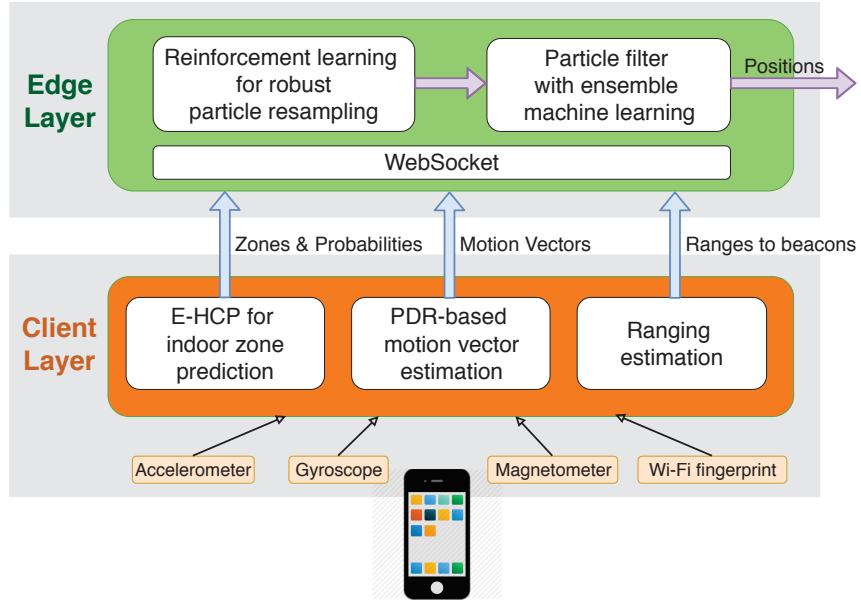 Edge
Layer
Reinforcement learning
for robust
particle resampling
Particle filter
with ensemble
machine learning
Positions
WebSocket
Zones & Probabilities
Motion Vectors
Ranges to beacons
Client
Layer
E-HCP for
indoor zone
prediction
PDR-based
motion vector
estimation
Ranging
estimation
Accelerometer
Gyroscope
Magnetometer
Wi-Fi fingerprint